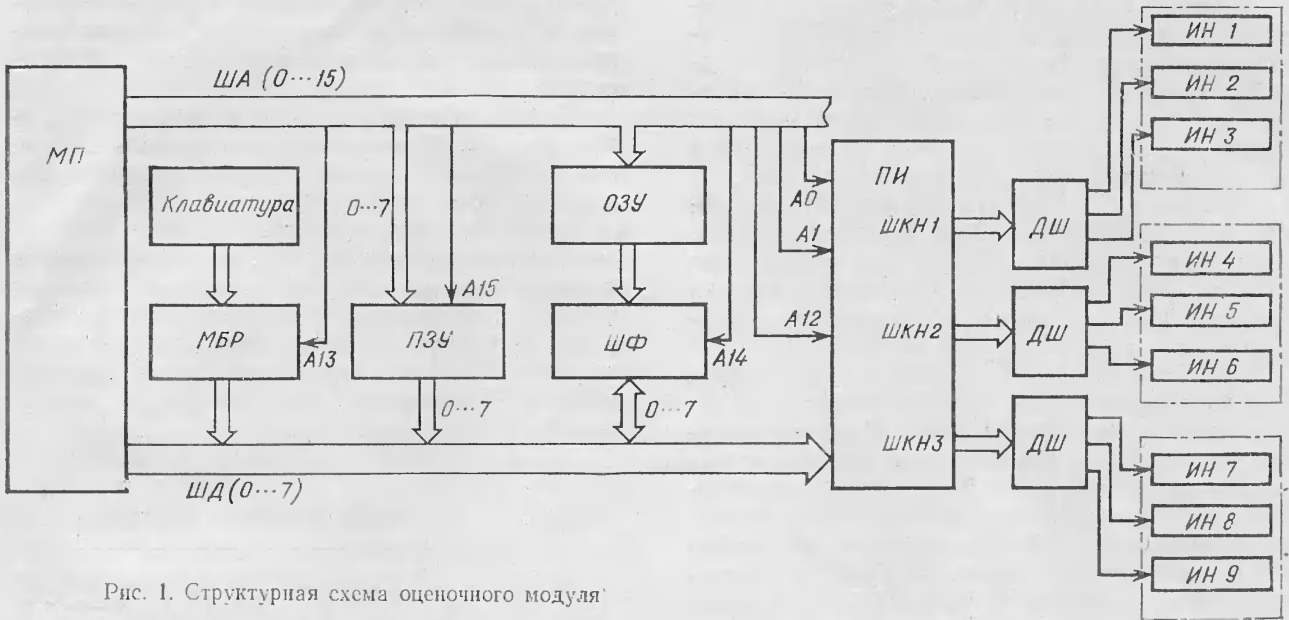 ША (0...15)
МП
Клавиатура
МБР
А13
0...7
А15
ПЗУ
0...7
ОЗУ
ШФ
А14
0...7
А0
А1
А12
ПИ
ШКН1
ШКН2
ШКН3
ДШ
ДШ
ДШ
ИН 1
ИН 2
ИН 3
ИН 4
ИН 5
ИН 6
ИН 7
ИН 8
ИН 9
ШД (0...7)
Рис. 1. Структурная схема оценочного модуля